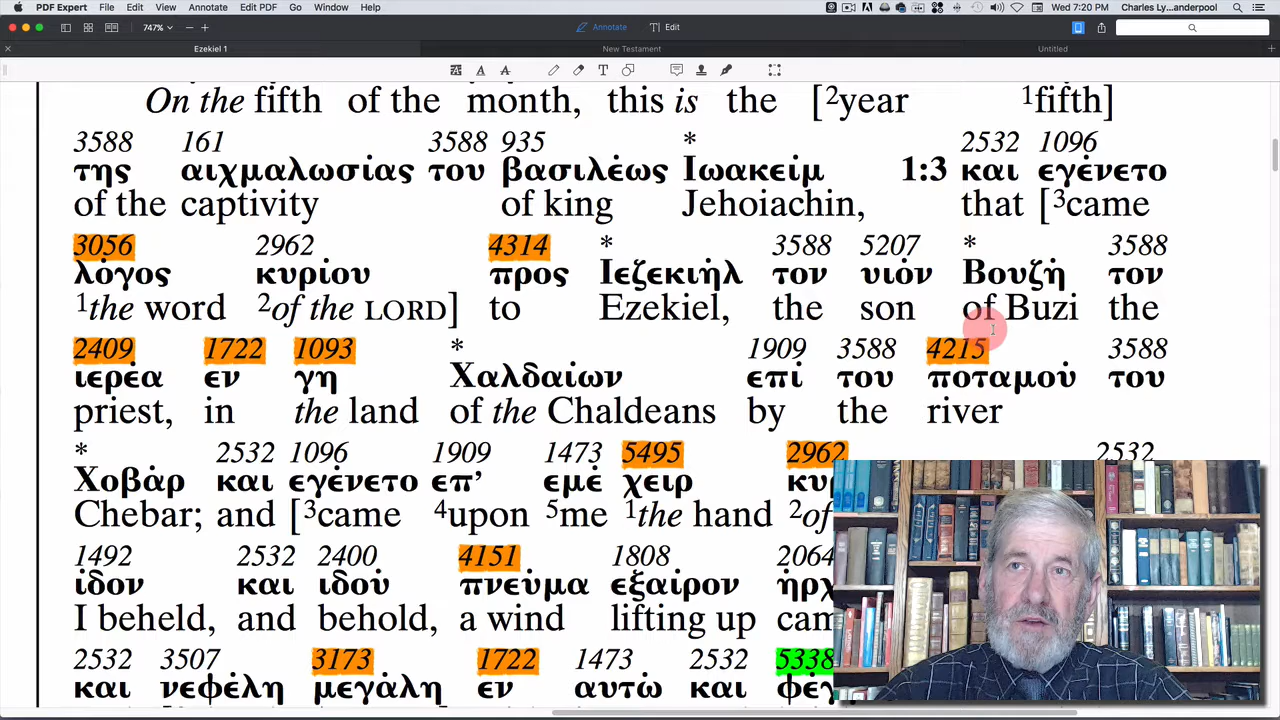 PDF Expert File Edit View Annotate Edit PDF Go Window Help Wed 7:20 PM Charles Ly...anderpool
747% Annotate Edit
Ezekiel 1 New Testament Untitled
On the fifth of the month, this is the [²year ¹fifth]
3588 161 3588 935 * 2532 1096
της αιχμαλωσίας του βασιλέως Ιωακείμ 1:3 και εγένετο
of the captivity of king Jehoiachin, that [³came
3056 2962 4314 * 3588 5207 * 3588
λόγος κυρίου προς Ιεζεκιήλ τον υιόν Βουζή τον
¹the word ²of the LORD] to Ezekiel, the son of Buzi the
2409 1722 1093 * 1909 3588 4215 3588
ιερέα εν γη Χαλδαίων επί του ποταμού του
priest, in the land of the Chaldeans by the river
* 2532 1096 1909 1473 5495 2962 2532
Χοβάρ και εγένετο επ' εμέ χειρ κυρ
Chebar; and [³came ⁴upon ⁵me ¹the hand ²of
1492 2532 2400 4151 1808 2064
ίδον και ιδού πνεύμα εξαίρον ήρχ
I beheld, and behold, a wind lifting up cam
2532 3507 3173 1722 1473 2532 5338
και νεφέλη μεγάλη εν αυτώ και φέγ